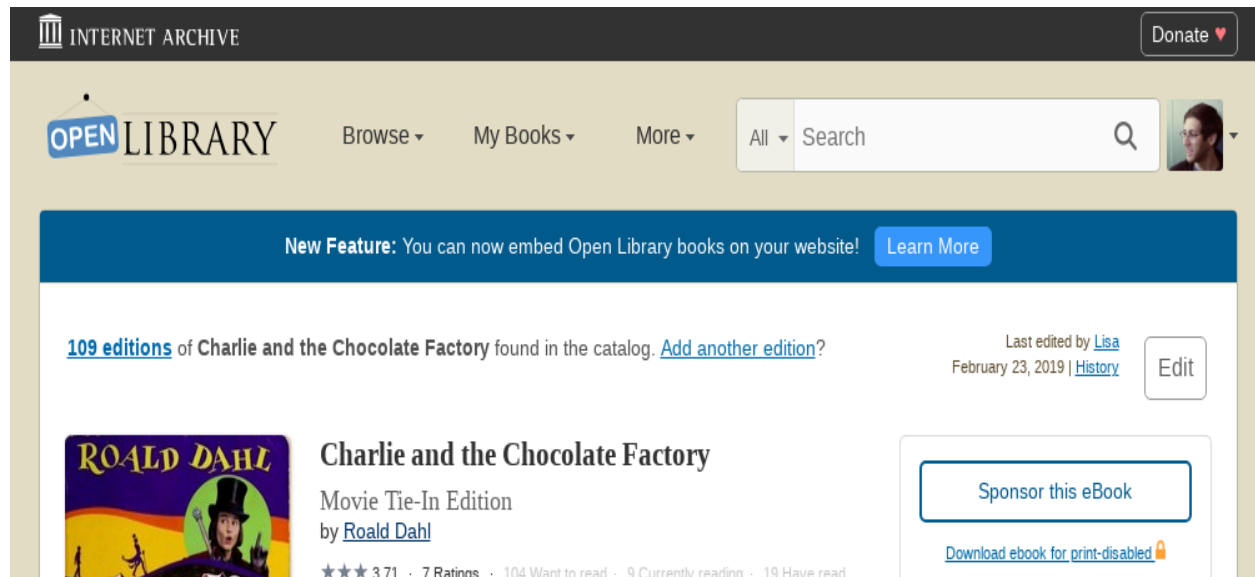 INTERNET ARCHIVE
Donate ♥
OPEN LIBRARY
Browse
My Books
More
All
Search
New Feature: You can now embed Open Library books on your website! Learn More
109 editions of Charlie and the Chocolate Factory found in the catalog. Add another edition?
Last edited by Lisa
February 23, 2019 | History
Edit
ROALD DAHL
Charlie and the Chocolate Factory
Movie Tie-In Edition
by Roald Dahl
★★★ 3.71 · 7 Ratings · 104 Want to read · 9 Currently reading · 19 Have read
Sponsor this eBook
Download ebook for print-disabled